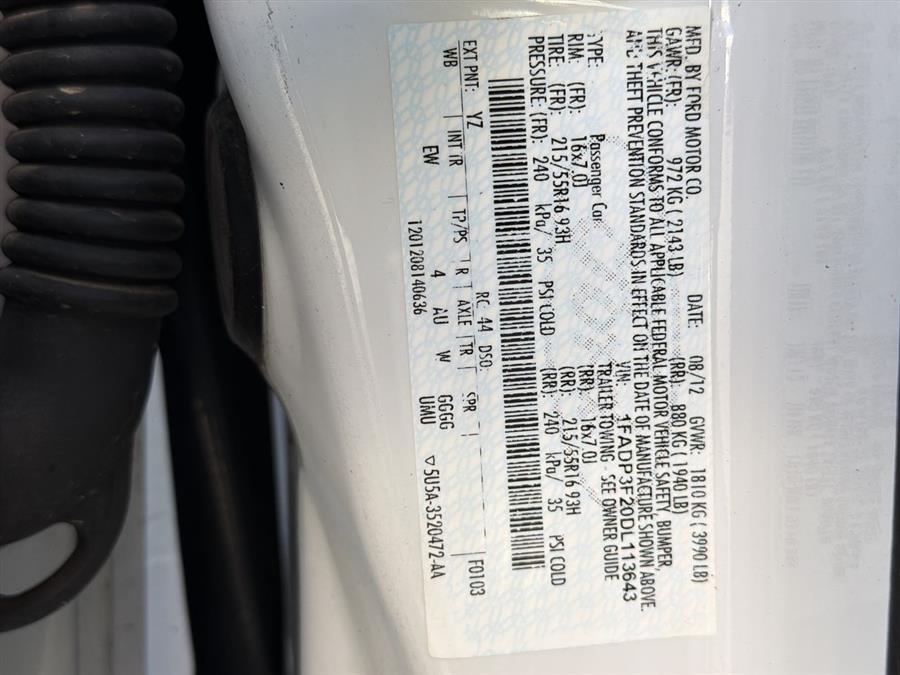 MFD. BY FORD MOTOR CO.
DATE: 08/12 GVWR: 1810 KG ( 3990 LB)
GAWR: (FR): 972 KG ( 2143 LB) (RR): 880 KG ( 1940 LB)
THIS VEHICLE CONFORMS TO ALL APPLICABLE FEDERAL MOTOR VEHICLE SAFETY, BUMPER,
AND THEFT PREVENTION STANDARDS IN EFFECT ON THE DATE OF MANUFACTURE SHOWN ABOVE.
VIN: 1FADP3F20DL113643
TYPE: Passenger Car TRAILER TOWING - SEE OWNER GUIDE
RIM: (FR): 16x7.0J (RR): 16x7.0J
TIRE: (FR): 215/55R16 93H (RR): 215/55R16 93H
PRESSURE: (FR): 240 kPa/ 35 PSI COLD (RR): 240 kPa/ 35 PSI COLD
EXT PNT: YZ RC: 44 DSO: F0103
WB INT TR TP/PS R AXLE TR SPR
EW 4 AU W GGGG
UMU
1201208140636 ▽5U5A-3520472-AA